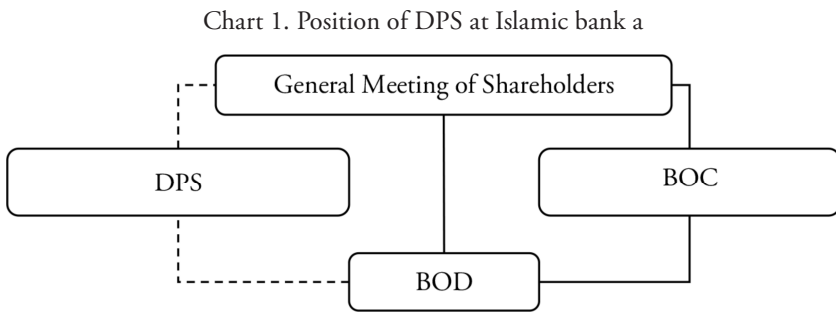 Chart 1. Position of DPS at Islamic bank a
General Meeting of Shareholders
DPS
BOC
BOD